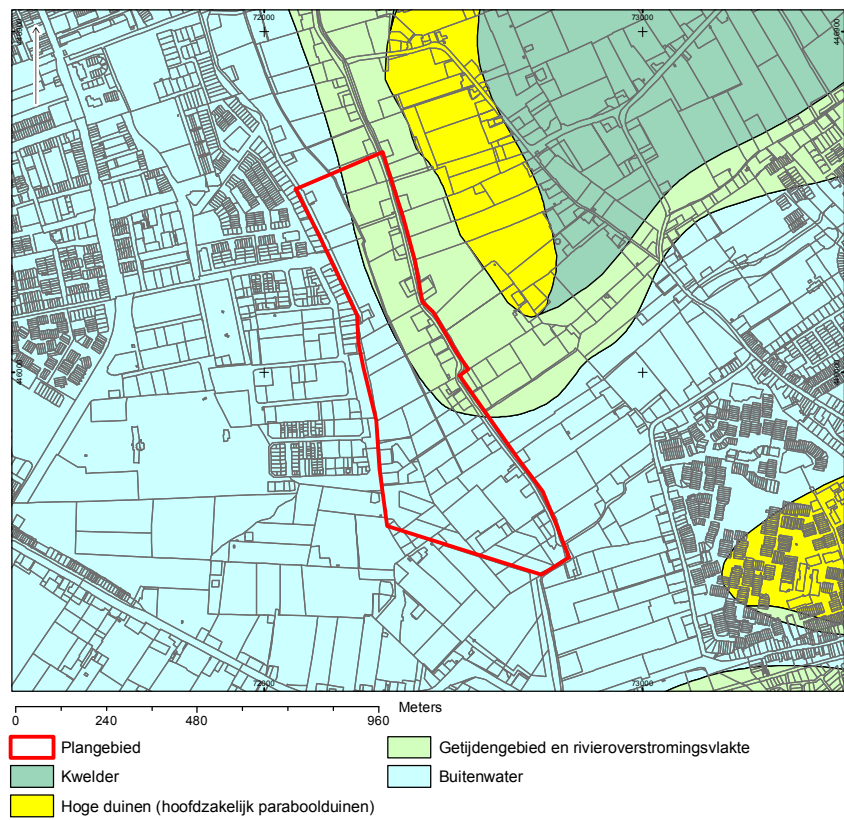 72000 73000
446000 446000
72000 73000
Meters
0 240 480 960
Plangebied
Getijdengebied en rivieroverstromingsvlakte
Kwelder
Buitenwater
Hoge duinen (hoofdzakelijk paraboolduinen)